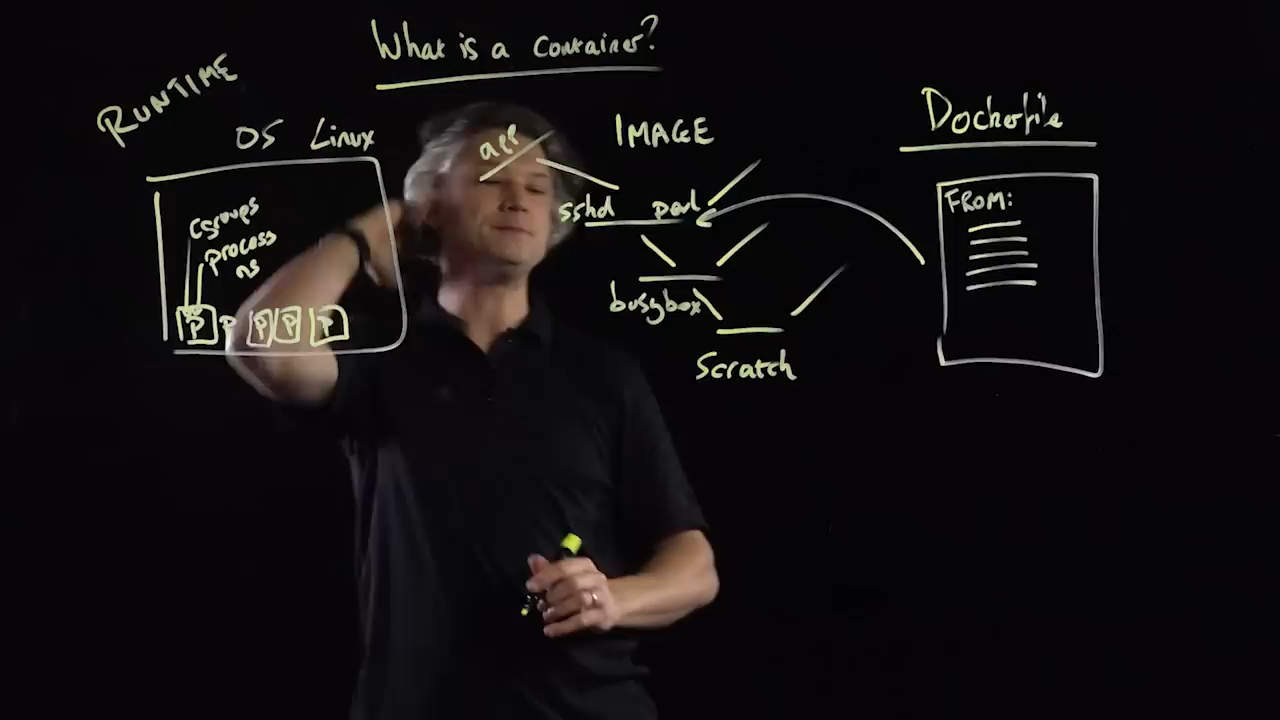 What is a container?
RUNTIME
OS Linux
cgroups
process
ns
P P P P P
IMAGE
app
sshd perl
busybox
Scratch
Dockerfile
FROM: